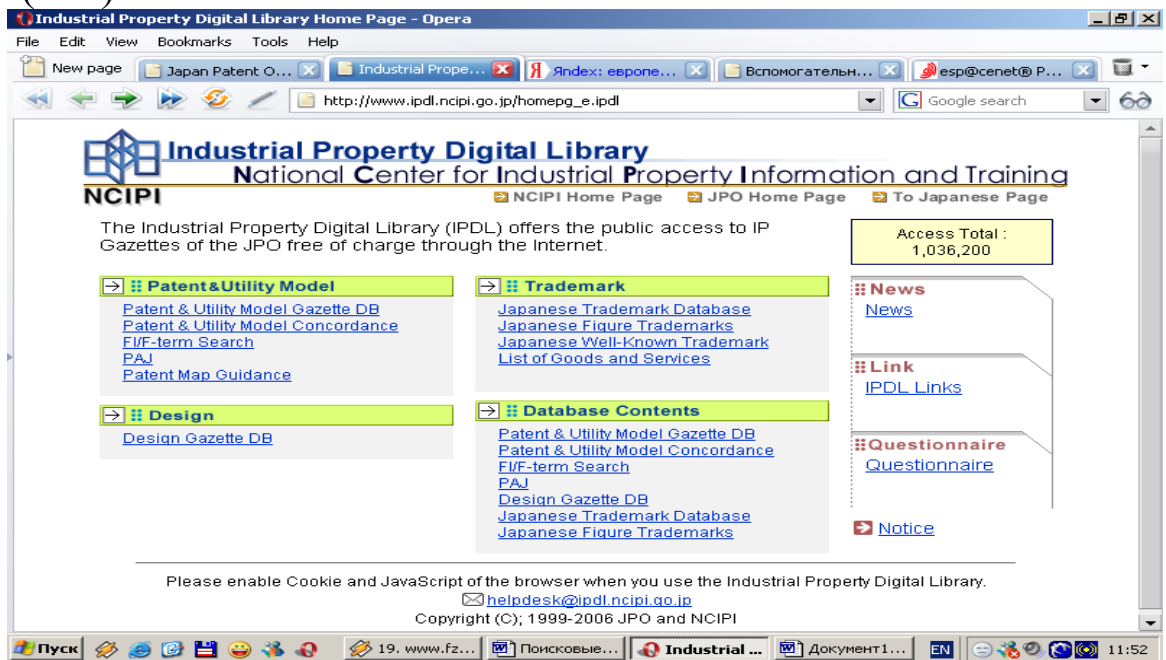 Industrial Property Digital Library Home Page - Opera
File Edit View Bookmarks Tools Help
New page Japan Patent O... Industrial Prope... Яndex: европе... Вспомогательн... esp@cenet® P...
http://www.ipdl.ncipi.go.jp/homepg_e.ipdl Google search
Industrial Property Digital Library
National Center for Industrial Property Information and Training
NCIPI
NCIPI Home Page JPO Home Page To Japanese Page
The Industrial Property Digital Library (IPDL) offers the public access to IP
Gazettes of the JPO free of charge through the Internet.
Access Total :
1,036,200
Patent&Utility Model
Patent & Utility Model Gazette DB
Patent & Utility Model Concordance
FI/F-term Search
PAJ
Patent Map Guidance
Design
Design Gazette DB
Trademark
Japanese Trademark Database
Japanese Figure Trademarks
Japanese Well-Known Trademark
List of Goods and Services
Database Contents
Patent & Utility Model Gazette DB
Patent & Utility Model Concordance
FI/F-term Search
PAJ
Design Gazette DB
Japanese Trademark Database
Japanese Figure Trademarks
News
News
Link
IPDL Links
Questionnaire
Questionnaire
Notice
Please enable Cookie and JavaScript of the browser when you use the Industrial Property Digital Library.
helpdesk@ipdl.ncipi.go.jp
Copyright (C); 1999-2006 JPO and NCIPI
Пуск 19. www.fz... Поисковые... Industrial ... Документ1... EN 11:52